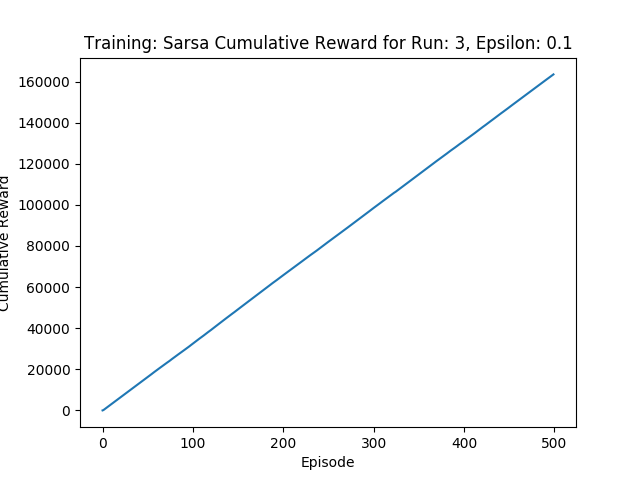 Training: Sarsa Cumulative Reward for Run: 3, Epsilon: 0.1
160000
140000
120000
100000
80000
60000
40000
20000
0
Cumulative Reward
0 100 200 300 400 500
Episode